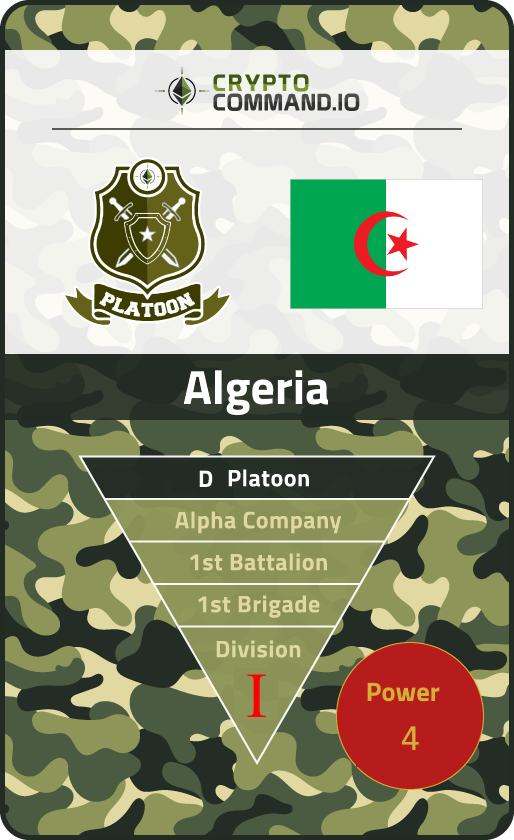 CRYPTO
COMMAND.IO
PLATOON
Algeria
D Platoon
Alpha Company
1st Battalion
1st Brigade
Division
I
Power
4